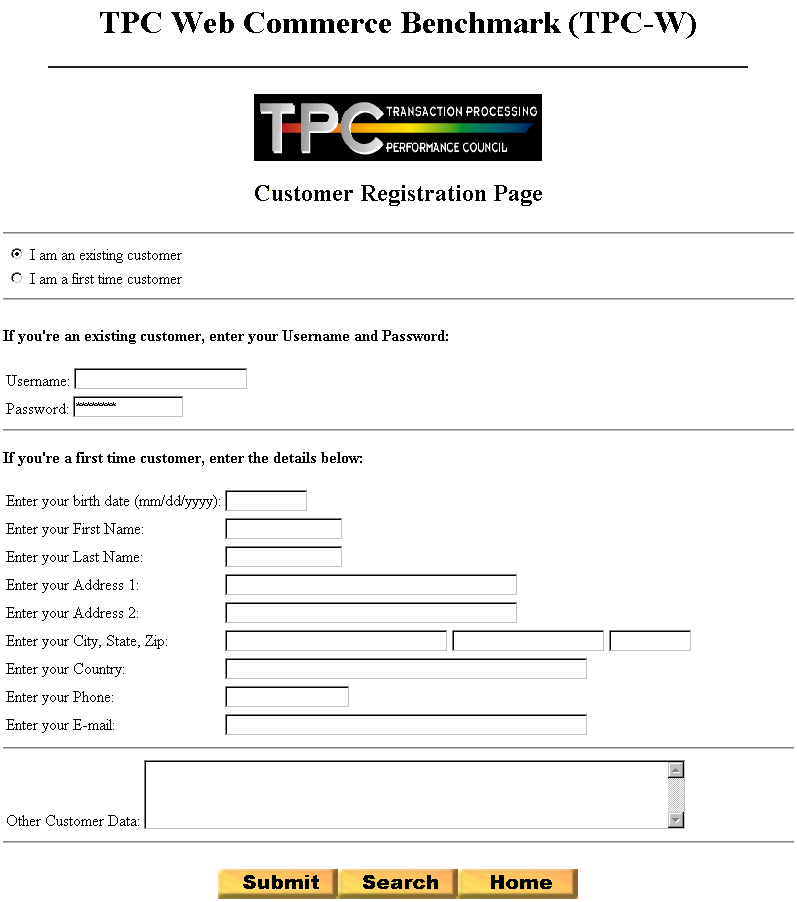 TPC Web Commerce Benchmark (TPC-W)
TPC TRANSACTION PROCESSING
PERFORMANCE COUNCIL
Customer Registration Page
I am an existing customer
I am a first time customer
If you're an existing customer, enter your Username and Password:
Username:
Password: ********
If you're a first time customer, enter the details below:
Enter your birth date (mm/dd/yyyy):
Enter your First Name:
Enter your Last Name:
Enter your Address 1:
Enter your Address 2:
Enter your City, State, Zip:
Enter your Country:
Enter your Phone:
Enter your E-mail:
Other Customer Data:
Submit Search Home